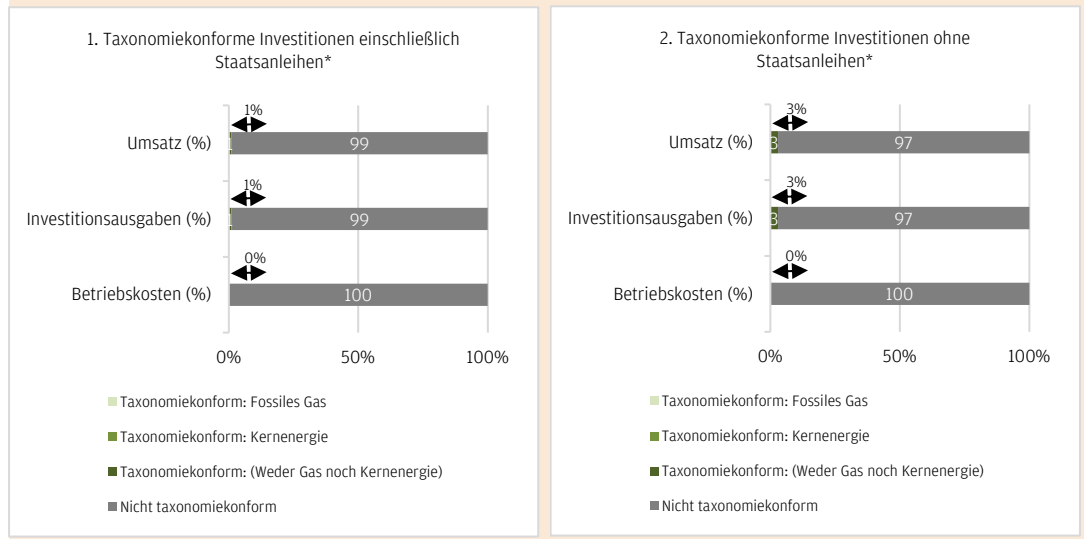 1. Taxonomiekonforme Investitionen einschließlich
Staatsanleihen*
1%
Umsatz (%)
1
99
1%
Investitionsausgaben (%)
1
99
0%
Betriebskosten (%)
100
0%
50%
100%
Taxonomiekonform: Fossiles Gas
Taxonomiekonform: Kernenergie
Taxonomiekonform: (Weder Gas noch Kernenergie)
Nicht taxonomiekonform
2. Taxonomiekonforme Investitionen ohne
Staatsanleihen*
3%
Umsatz (%)
3
97
3%
Investitionsausgaben (%)
3
97
0%
Betriebskosten (%)
100
0%
50%
100%
Taxonomiekonform: Fossiles Gas
Taxonomiekonform: Kernenergie
Taxonomiekonform: (Weder Gas noch Kernenergie)
Nicht taxonomiekonform